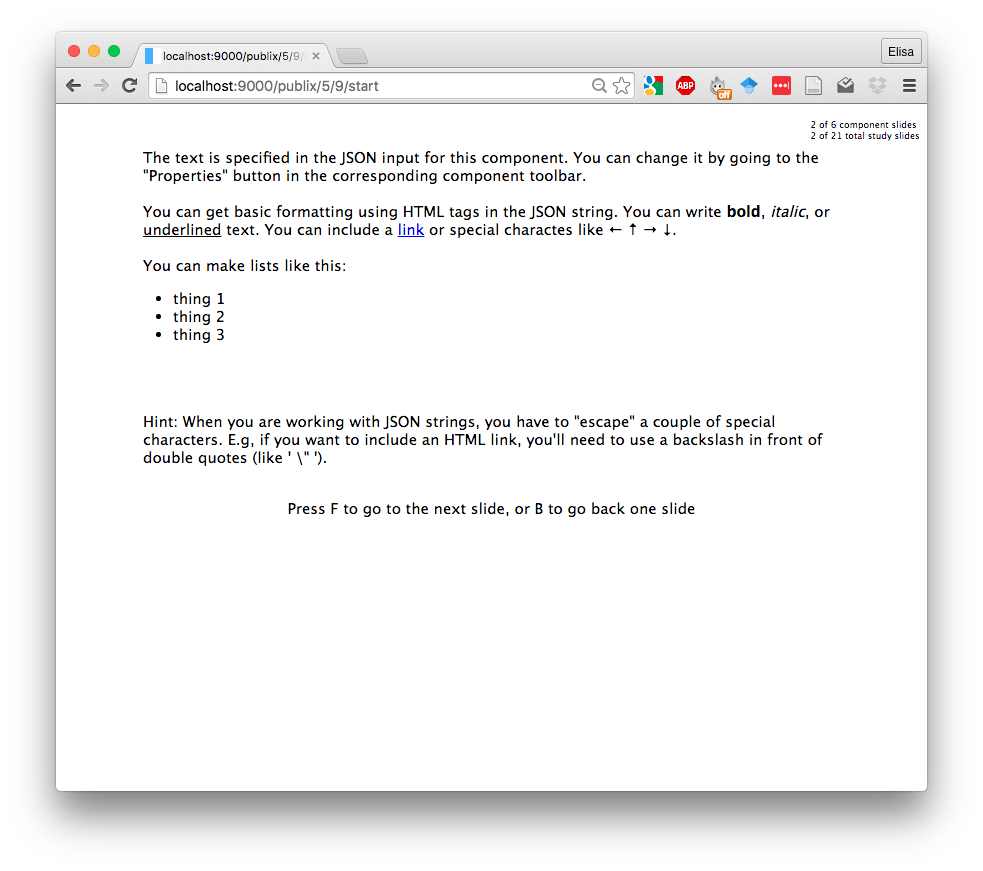 localhost:9000/publix/5/9/
Elisa
localhost:9000/publix/5/9/start
ABP
off
2 of 6 component slides
2 of 21 total study slides
The text is specified in the JSON input for this component. You can change it by going to the
"Properties" button in the corresponding component toolbar.
You can get basic formatting using HTML tags in the JSON string. You can write bold, italic, or
underlined text. You can include a link or special charactes like ← ↑ → ↓.
You can make lists like this:
• thing 1
• thing 2
• thing 3
Hint: When you are working with JSON strings, you have to "escape" a couple of special
characters. E.g, if you want to include an HTML link, you'll need to use a backslash in front of
double quotes (like ' \" ').
Press F to go to the next slide, or B to go back one slide